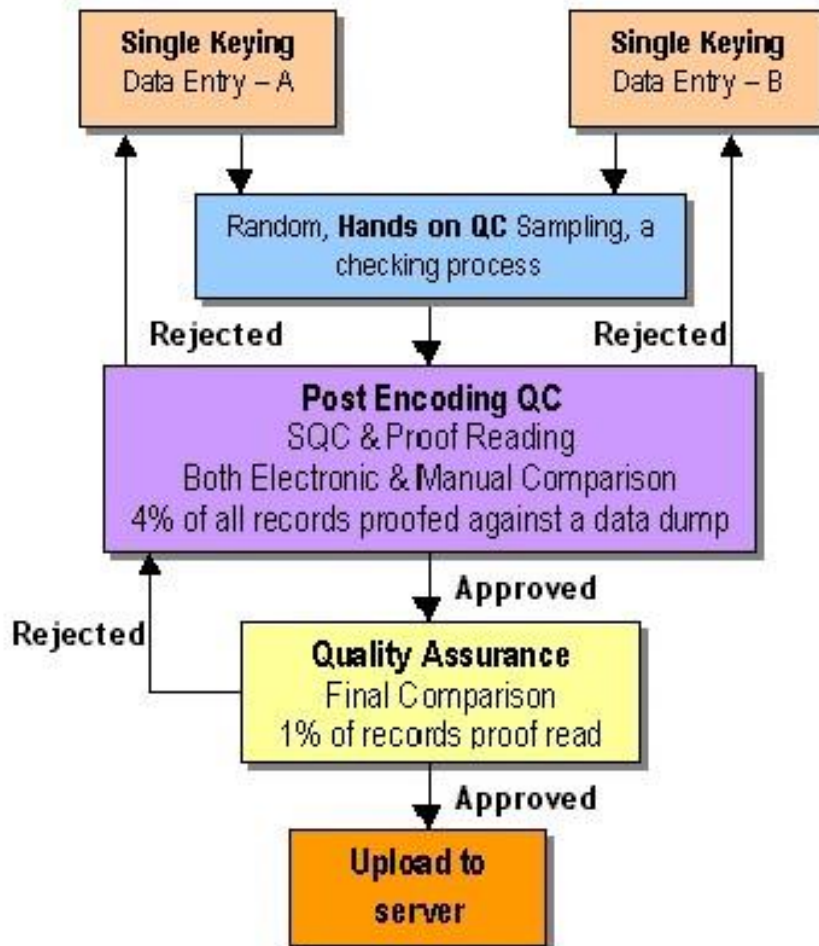 Single Keying
Data Entry – A
Single Keying
Data Entry – B
Random, Hands on QC Sampling, a
checking process
Rejected
Rejected
Post Encoding QC
SQC & Proof Reading
Both Electronic & Manual Comparison
4% of all records proofed against a data dump
Approved
Rejected
Quality Assurance
Final Comparison
1% of records proof read
Approved
Upload to
server